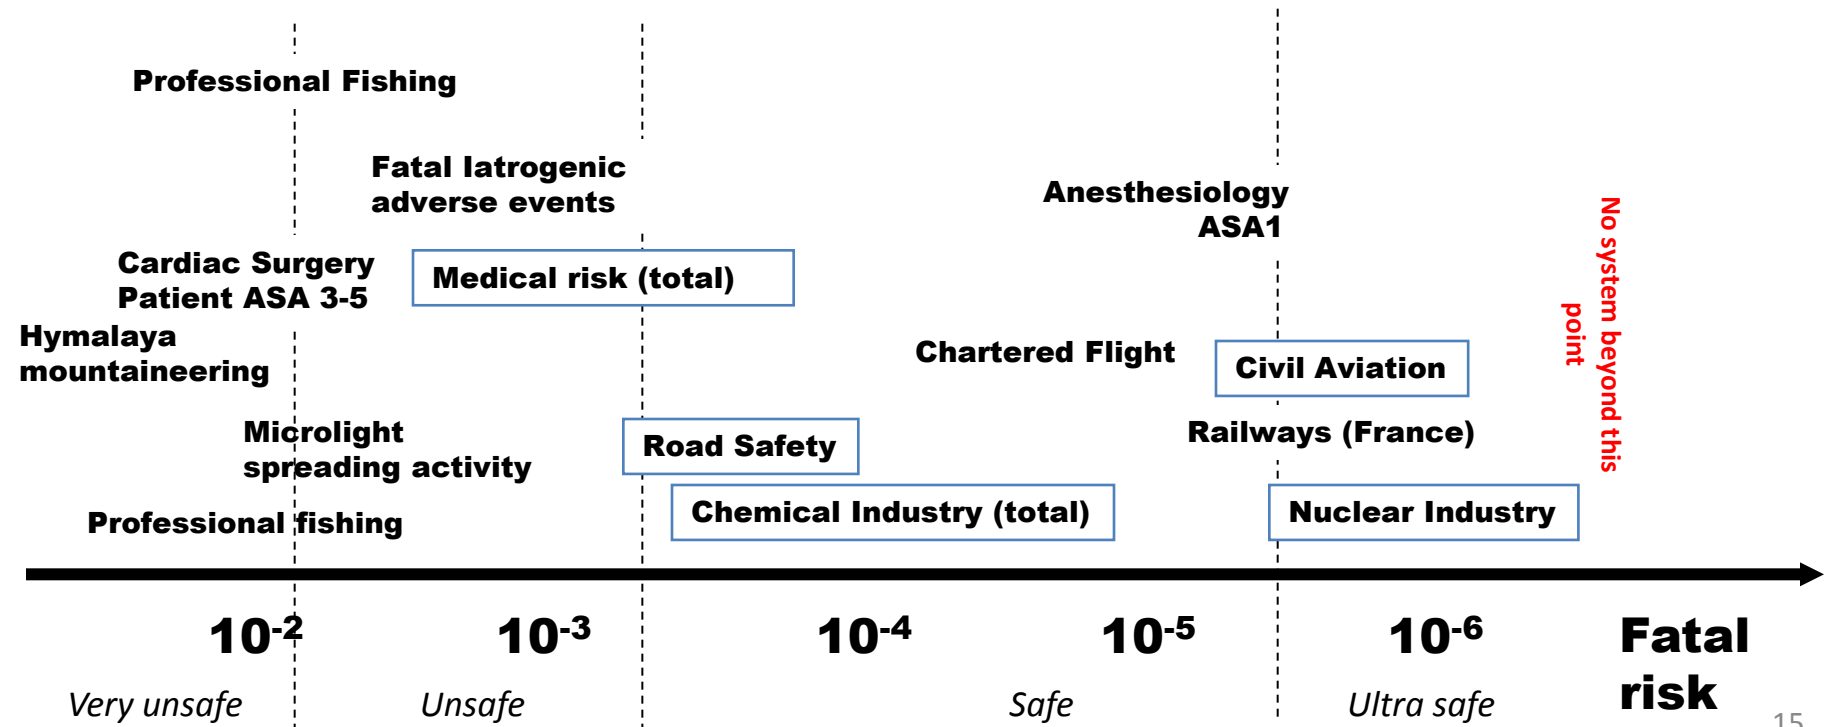 Professional Fishing
Fatal Iatrogenic
adverse events
Anesthesiology
ASA1
Cardiac Surgery
Patient ASA 3-5
Medical risk (total)
No system beyond this
point
Hymalaya
mountaineering
Chartered Flight
Civil Aviation
Microlight
spreading activity
Road Safety
Railways (France)
Professional fishing
Chemical Industry (total)
Nuclear Industry
10-2 10-3 10-4 10-5 10-6 Fatal
risk
Very unsafe Unsafe Safe Ultra safe
15